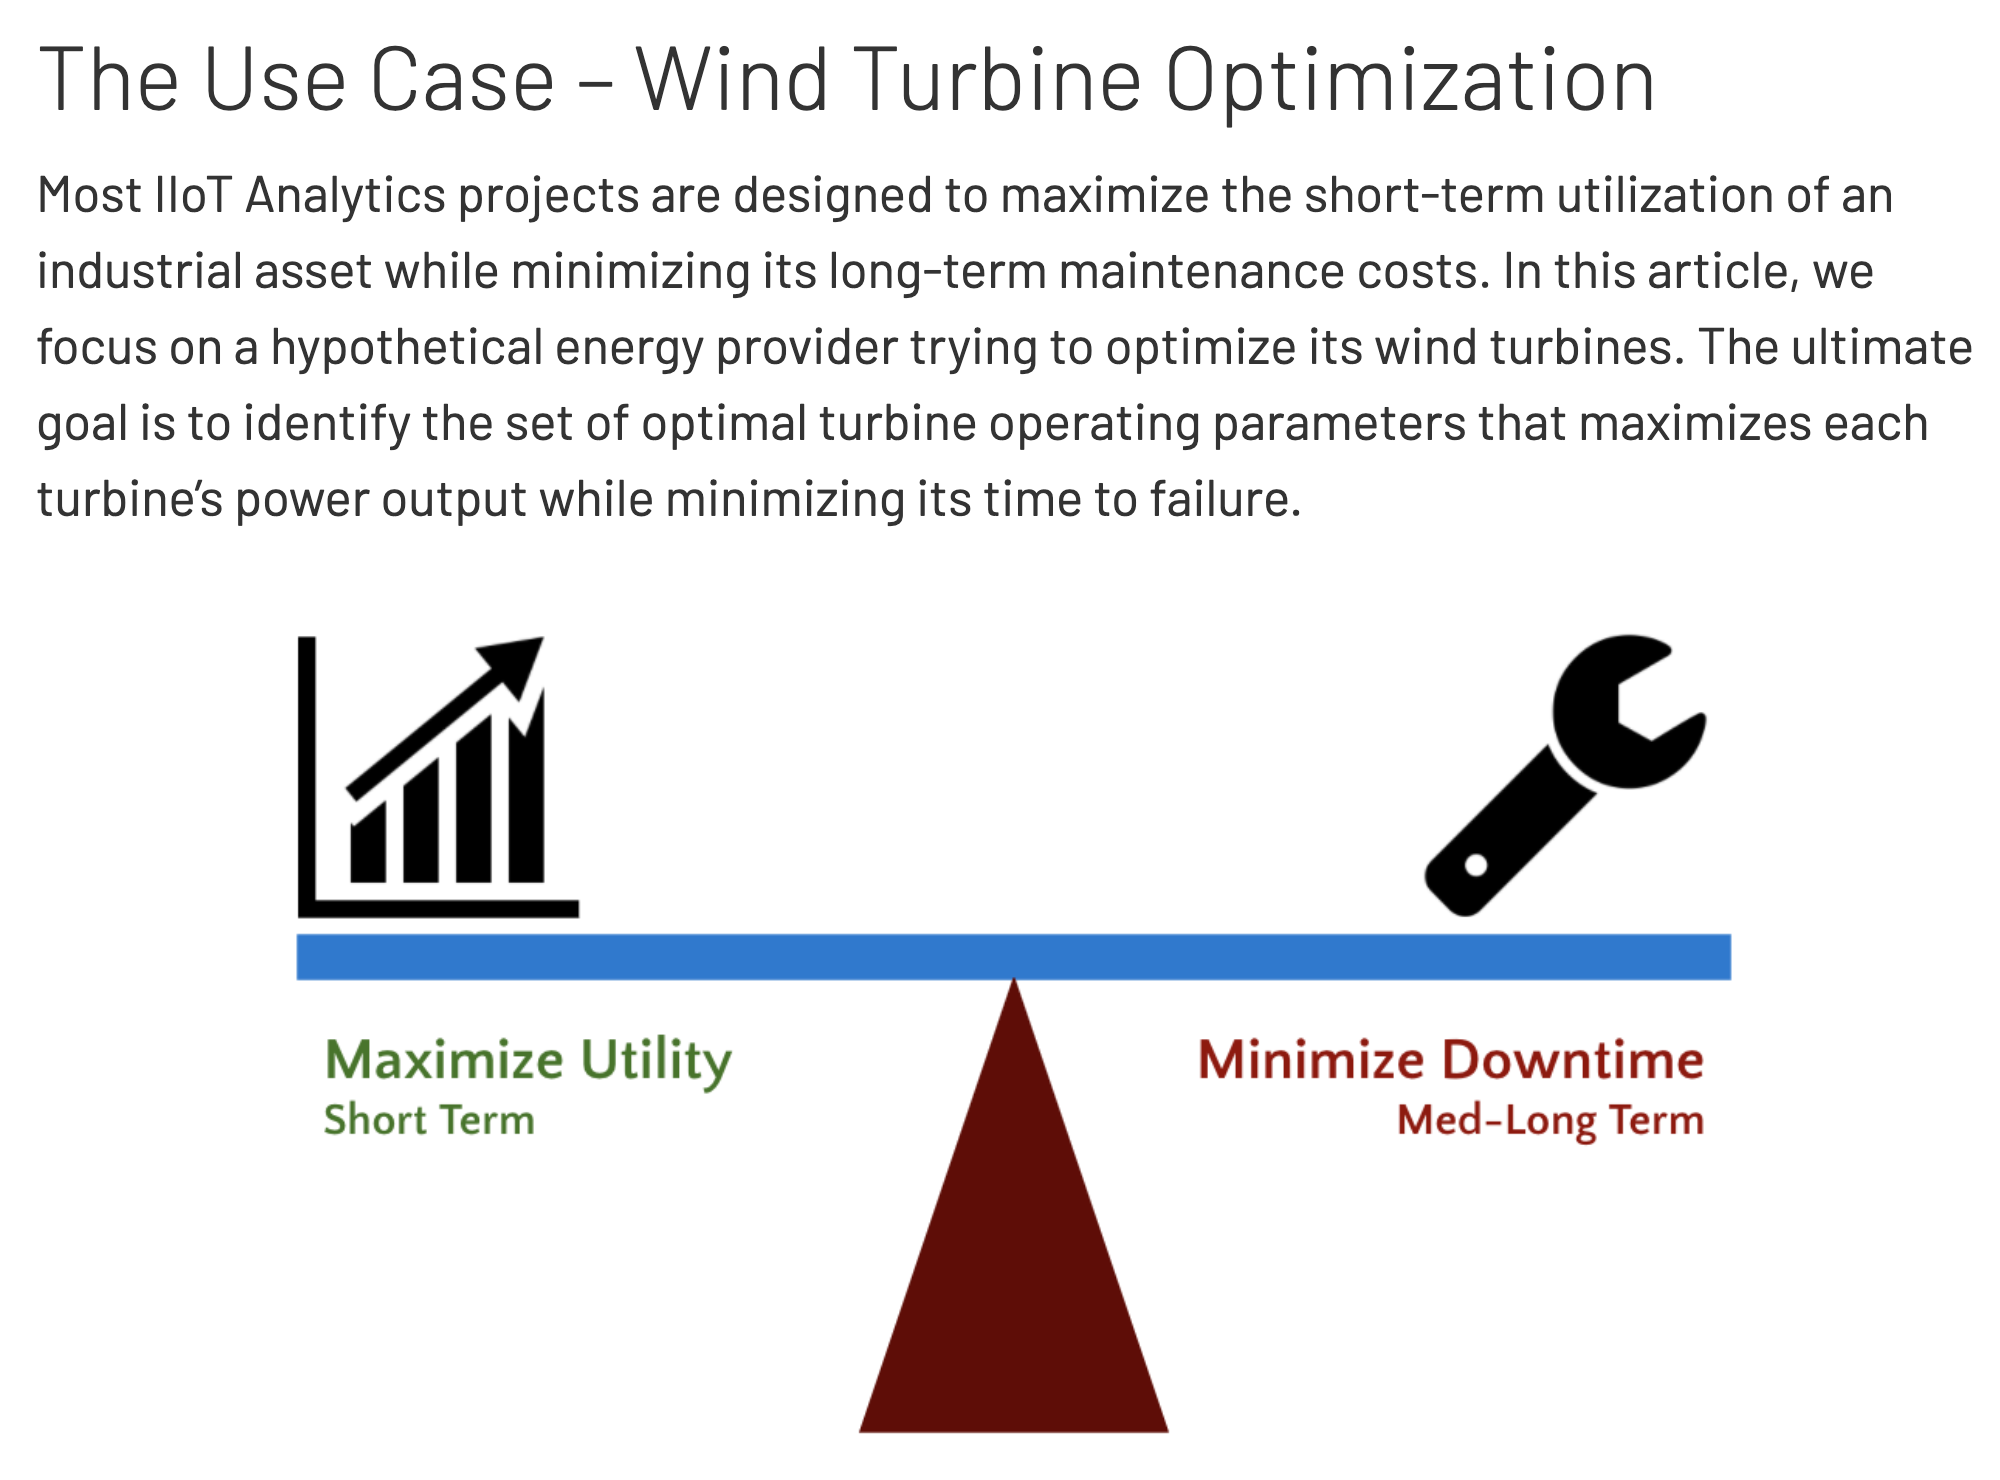 The Use Case – Wind Turbine Optimization
Most IIoT Analytics projects are designed to maximize the short-term utilization of an
industrial asset while minimizing its long-term maintenance costs. In this article, we
focus on a hypothetical energy provider trying to optimize its wind turbines. The ultimate
goal is to identify the set of optimal turbine operating parameters that maximizes each
turbine’s power output while minimizing its time to failure.
Maximize Utility
Short Term
Minimize Downtime
Med-Long Term